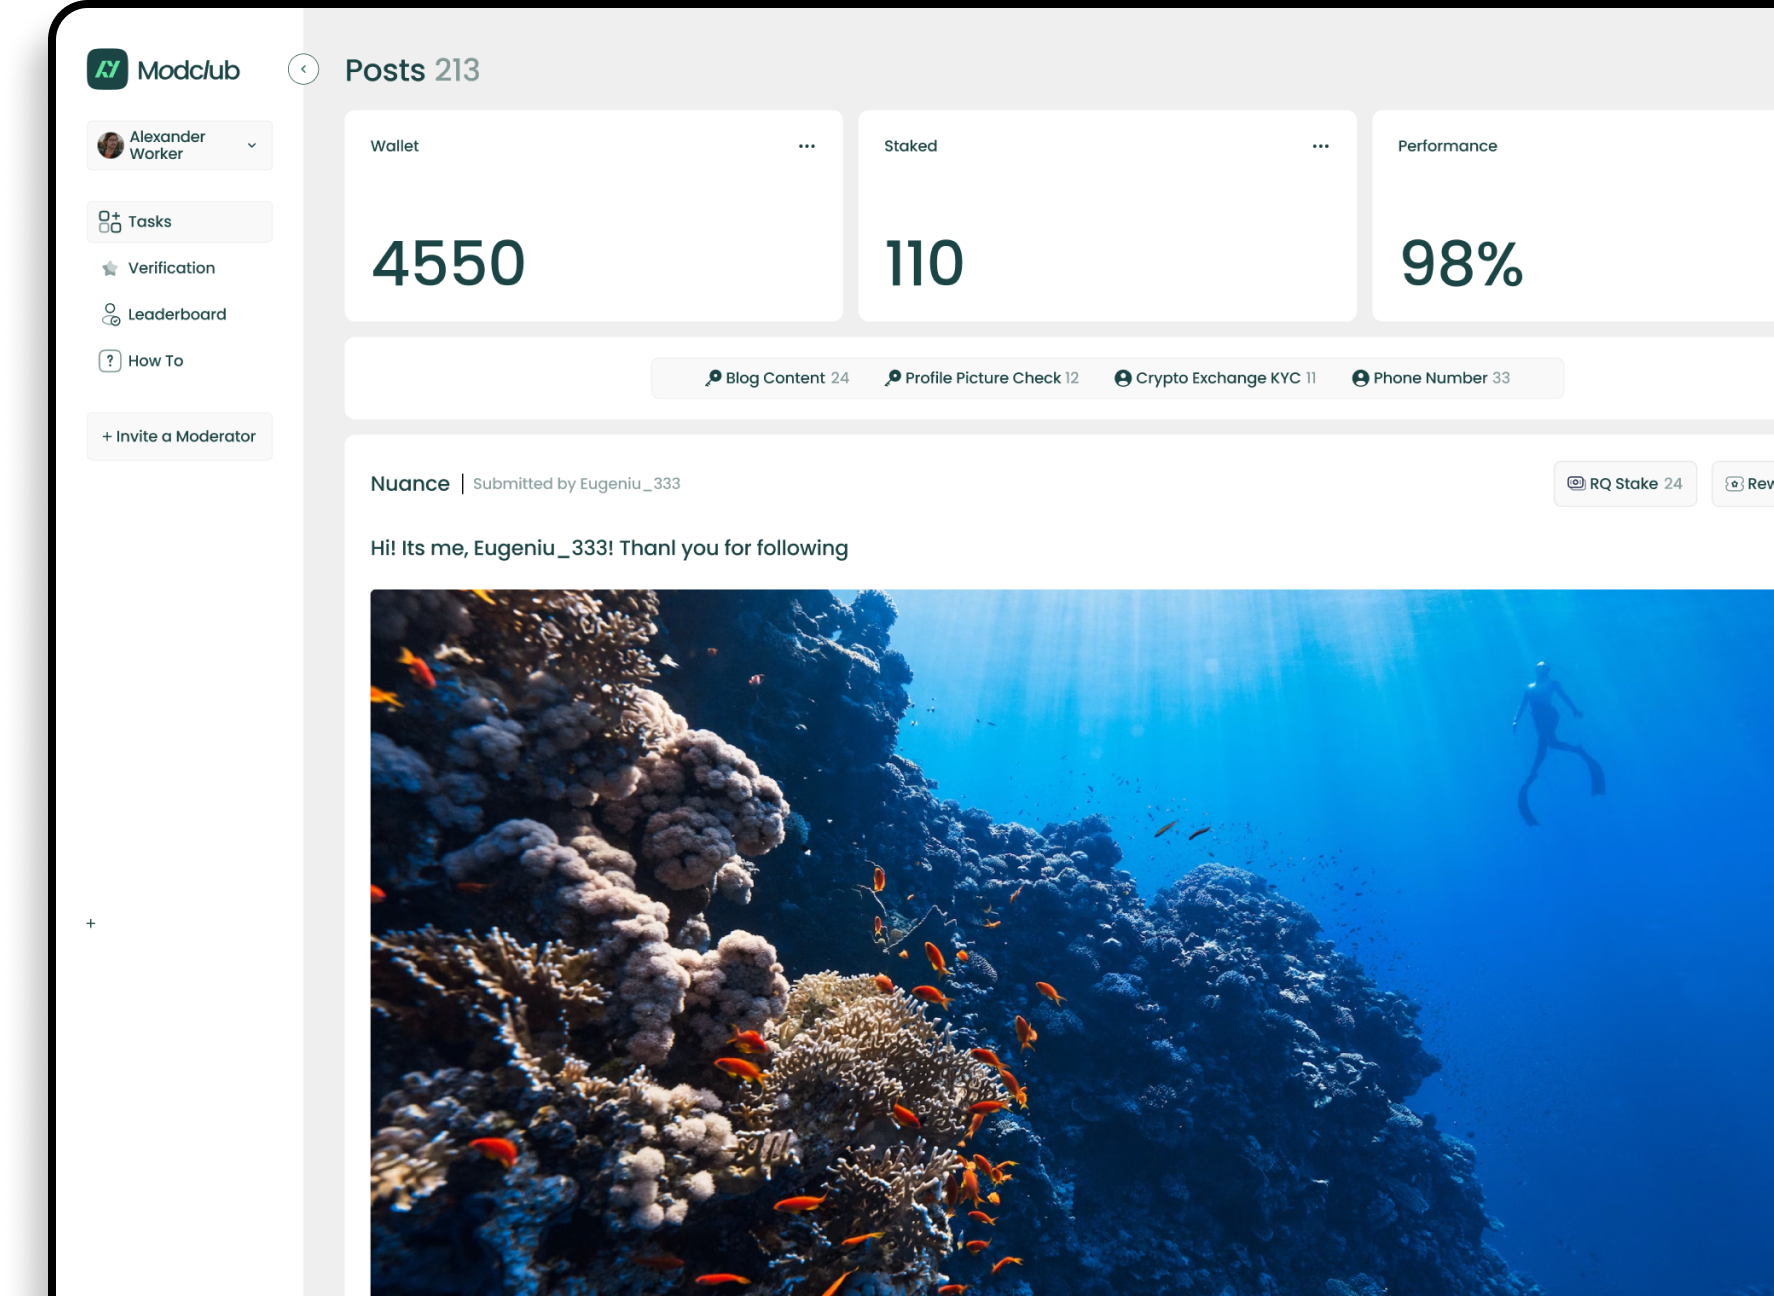 Modclub
Alexander
Worker
Tasks
Verification
Leaderboard
? How To
+ Invite a Moderator
+
Posts 213
Wallet
4550
Staked
110
Performance
98%
Blog Content 24
Profile Picture Check 12
Crypto Exchange KYC 11
Phone Number 33
Nuance | Submitted by Eugeniu_333
RQ Stake 24
Rew
Hi! Its me, Eugeniu_333! Thanl you for following